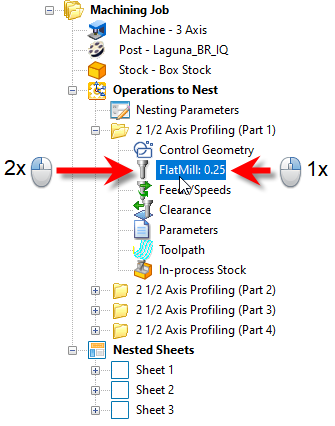 Machining Job
Machine - 3 Axis
Post - Laguna_BR_IQ
Stock - Box Stock
Operations to Nest
Nesting Parameters
2 1/2 Axis Profiling (Part 1)
Control Geometry
2x FlatMill: 0.25 1x
Feeds/Speeds
Clearance
Parameters
Toolpath
In-process Stock
2 1/2 Axis Profiling (Part 2)
2 1/2 Axis Profiling (Part 3)
2 1/2 Axis Profiling (Part 4)
Nested Sheets
Sheet 1
Sheet 2
Sheet 3